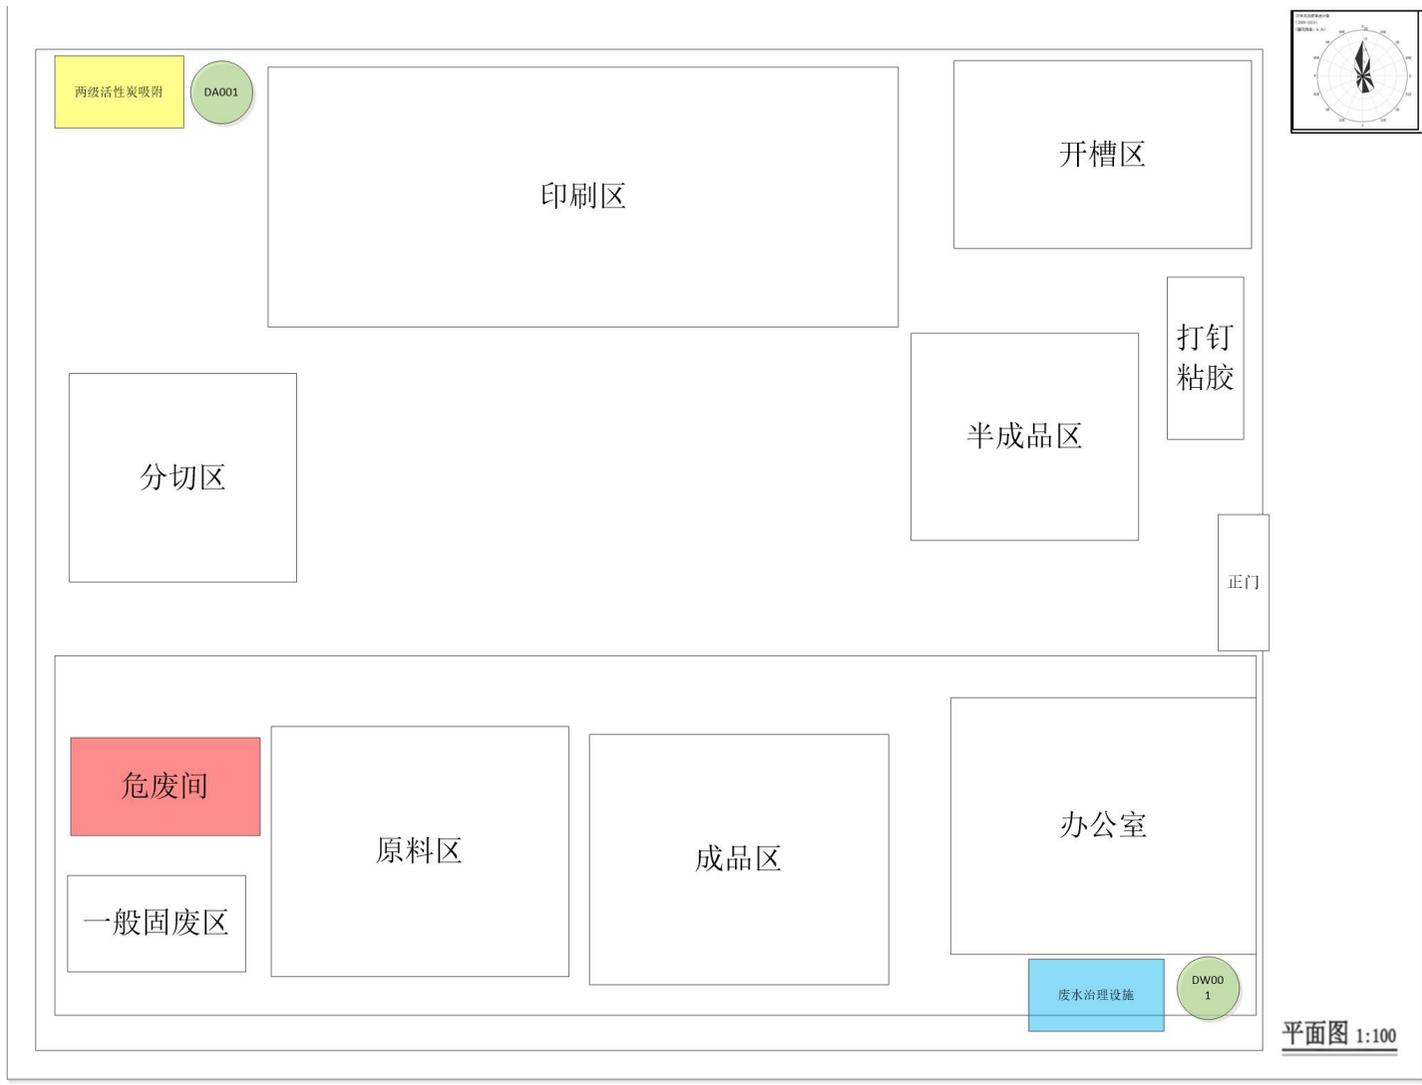 两级活性炭吸附
DA001
印刷区
开槽区
打钉
粘胶
半成品区
分切区
正门
危废间
原料区
成品区
办公室
一般固废区
废水治理设施
DW00
1
平面图 1:100